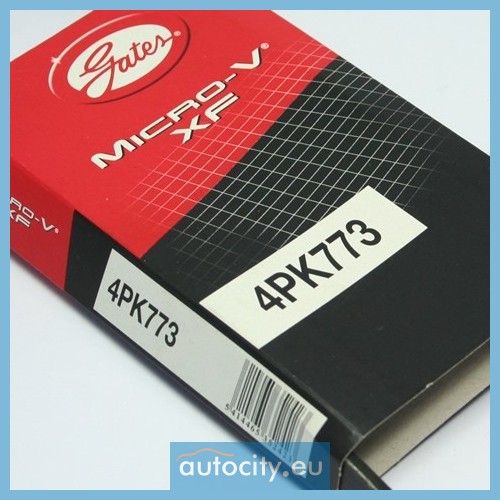 Gates®
MICRO-V®
XF
4PK773
RO-V®
XF
4PK773
autocity.eu